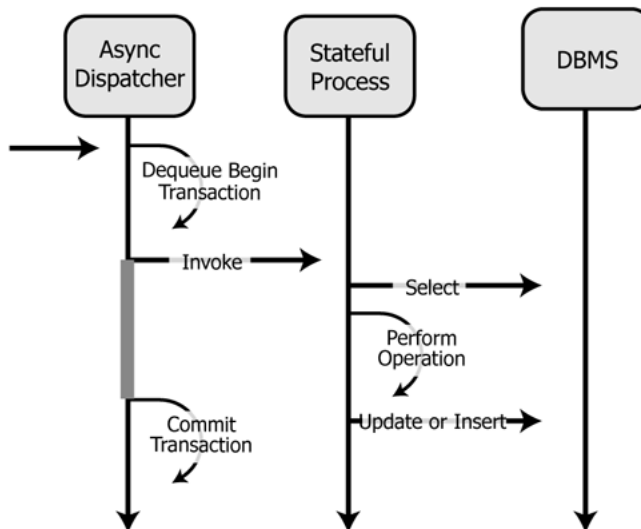 Async
Dispatcher
Stateful
Process
DBMS
Dequeue Begin
Transaction
Invoke
Select
Perform
Operation
Commit
Transaction
Update or Insert